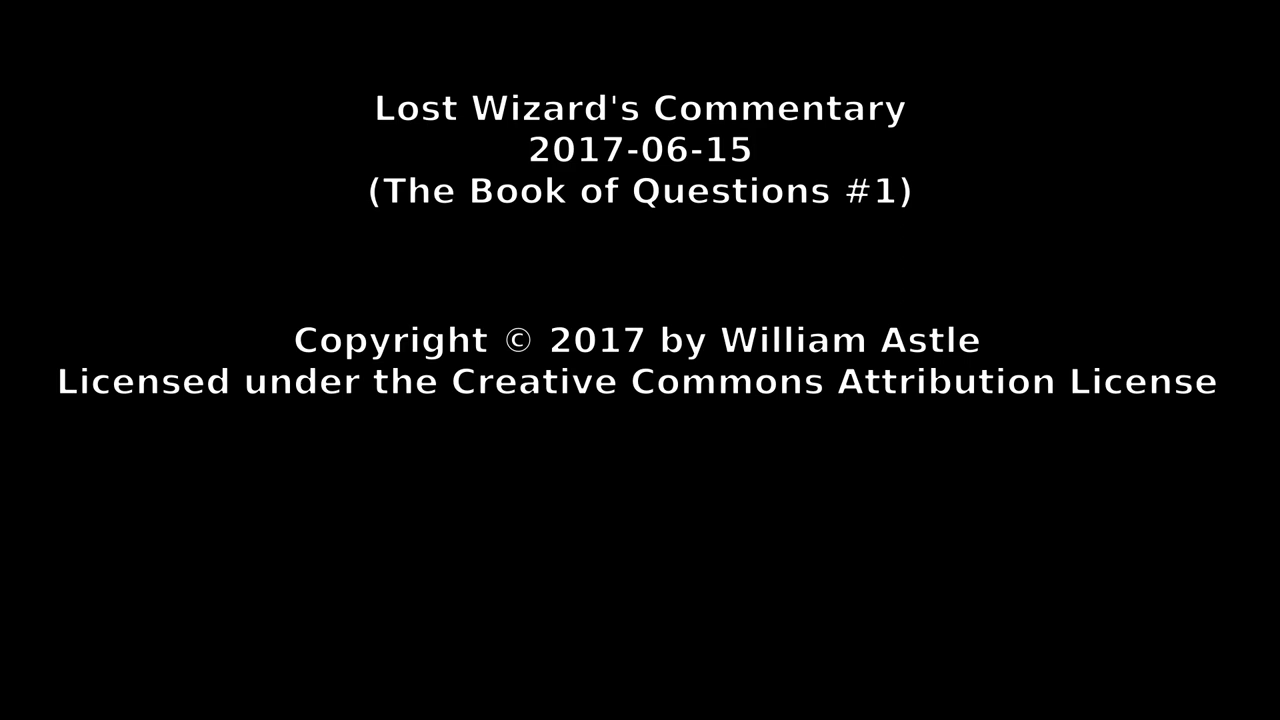 Lost Wizard's Commentary
2017-06-15
(The Book of Questions #1)
Copyright © 2017 by William Astle
Licensed under the Creative Commons Attribution License